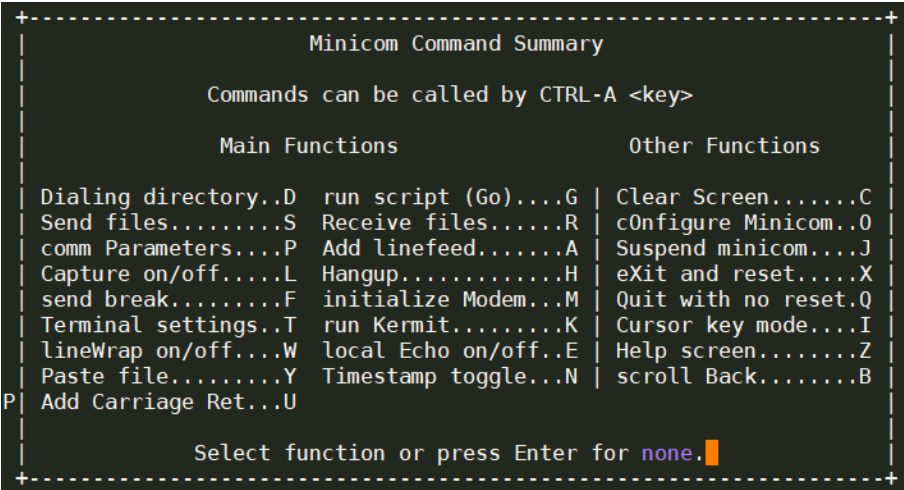 +-----------------------------------------------------------------------+
Minicom Command Summary
Commands can be called by CTRL-A <key>
Main Functions Other Functions
Dialing directory..D run script (Go)....G | Clear Screen.......C
Send files.........S Receive files......R | cOnfigure Minicom..O
comm Parameters....P Add linefeed.......A | Suspend minicom....J
Capture on/off.....L Hangup.............H | eXit and reset.....X
send break.........F initialize Modem...M | Quit with no reset.Q
Terminal settings..T run Kermit.........K | Cursor key mode....I
lineWrap on/off....W local Echo on/off..E | Help screen........Z
Paste file.........Y Timestamp toggle...N | scroll Back........B
P| Add Carriage Ret...U
Select function or press Enter for none.
+-----------------------------------------------------------------------+